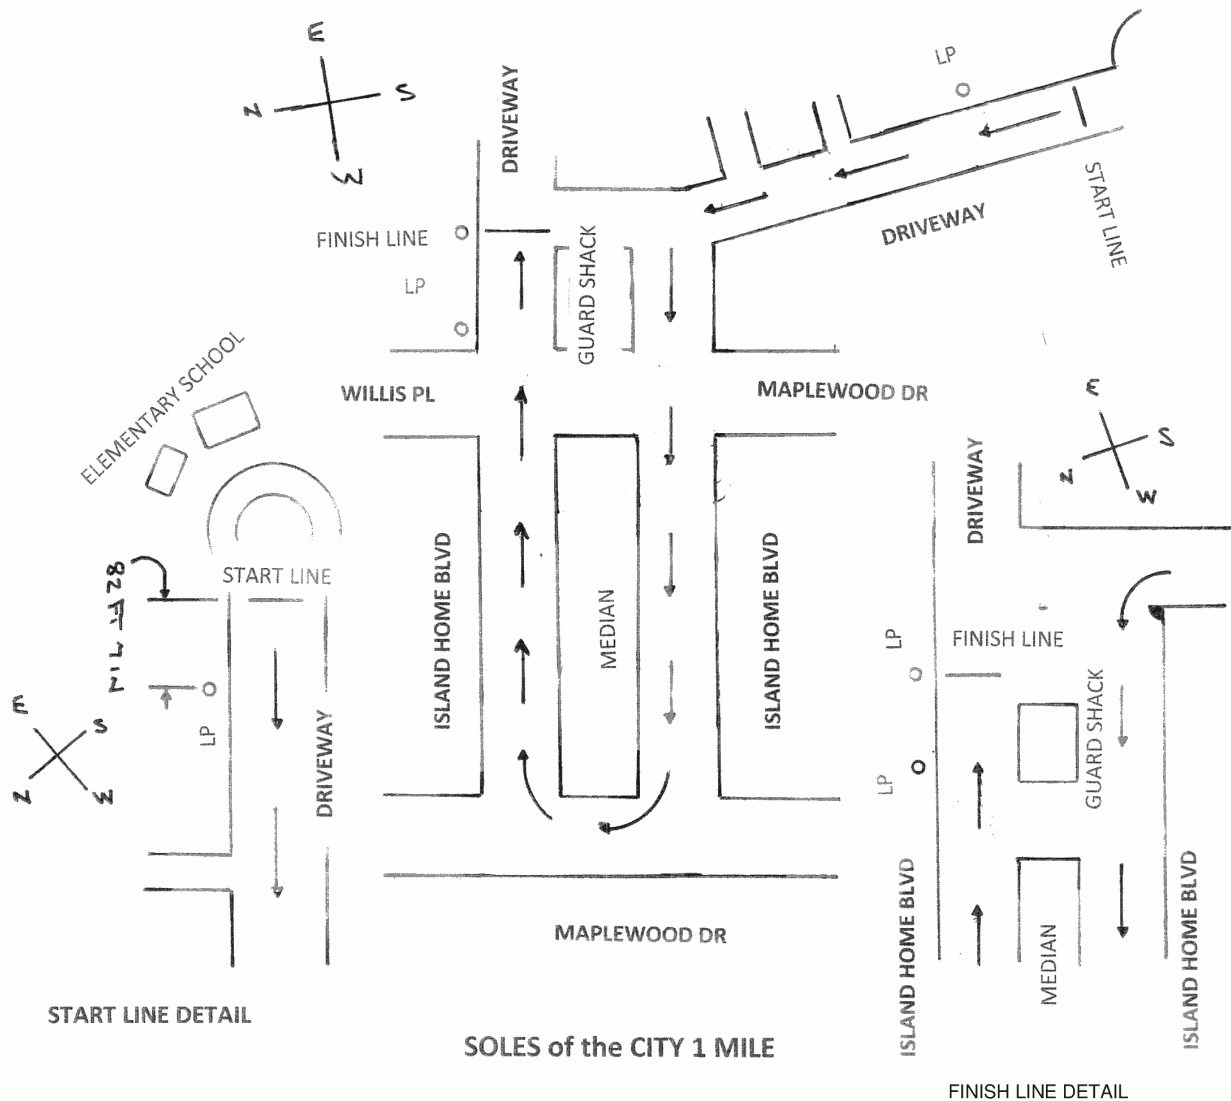 E
N
S
W
DRIVEWAY
LP
START LINE
DRIVEWAY
FINISH LINE
LP
GUARD SHACK
WILLIS PL
MAPLEWOOD DR
ELEMENTARY SCHOOL
START LINE
LP
DRIVEWAY
E
S
N
W
START LINE DETAIL
ISLAND HOME BLVD
MEDIAN
ISLAND HOME BLVD
MAPLEWOOD DR
SOLES of the CITY 1 MILE
E
S
N
W
DRIVEWAY
LP
FINISH LINE
LP
GUARD SHACK
ISLAND HOME BLVD
MEDIAN
ISLAND HOME BLVD
FINISH LINE DETAIL